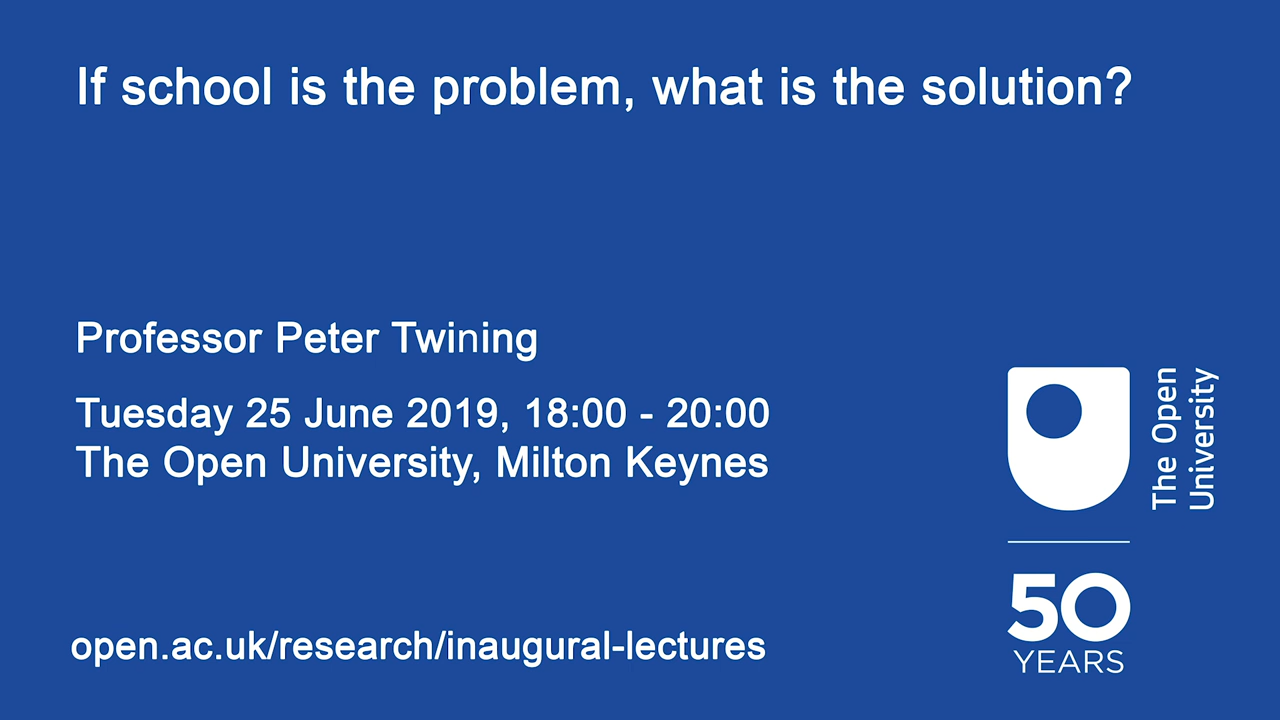 If school is the problem, what is the solution?
Professor Peter Twining
Tuesday 25 June 2019, 18:00 - 20:00
The Open University, Milton Keynes
open.ac.uk/research/inaugural-lectures
The Open
University
50
YEARS